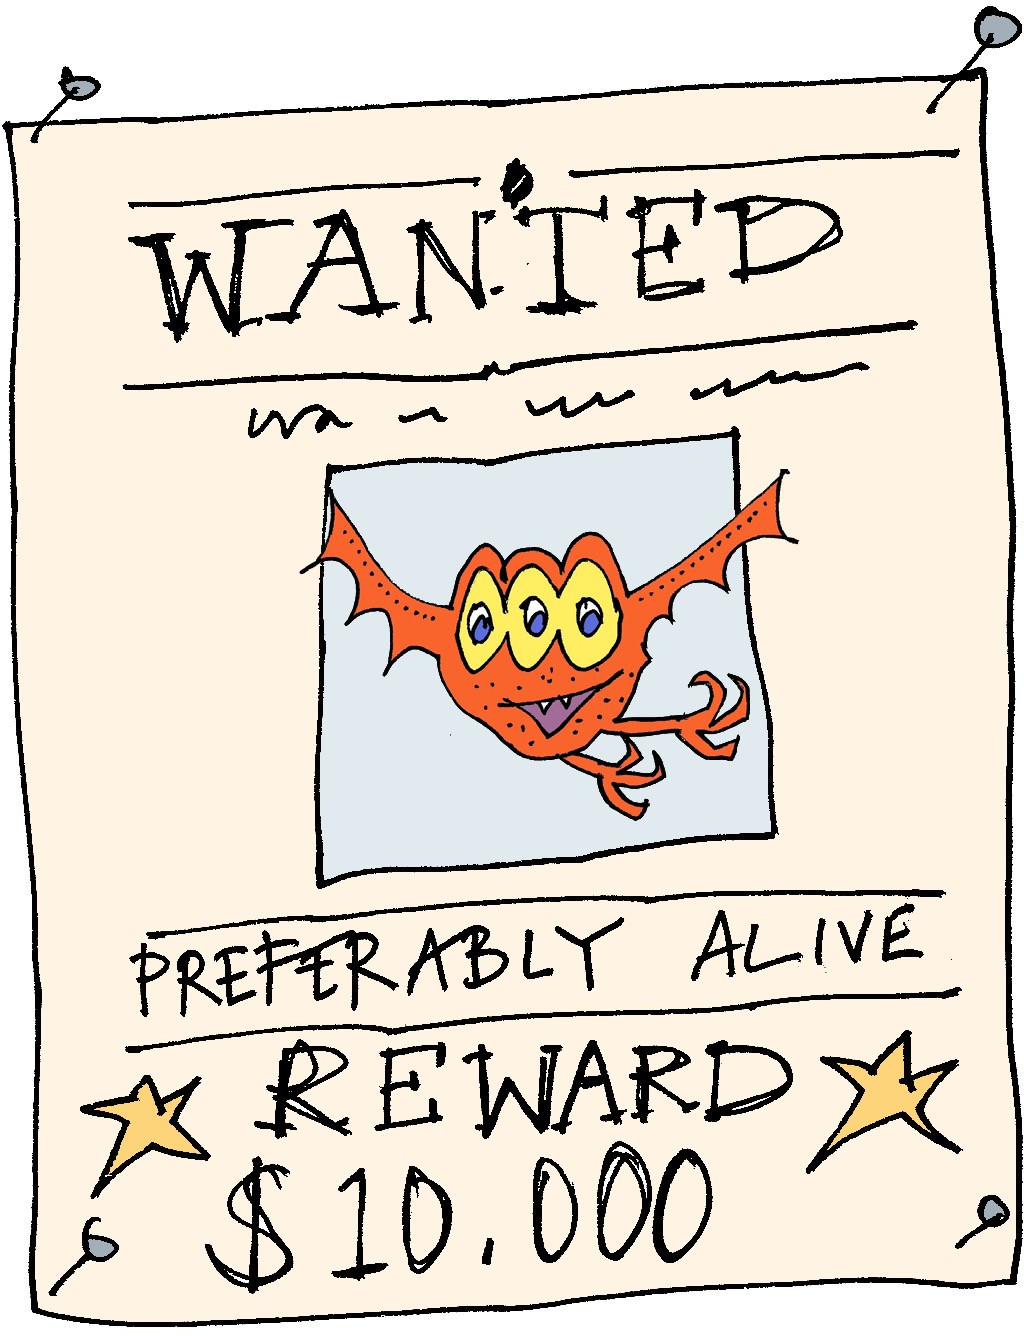 WANTED
PREFERABLY ALIVE
REWARD
$10.000